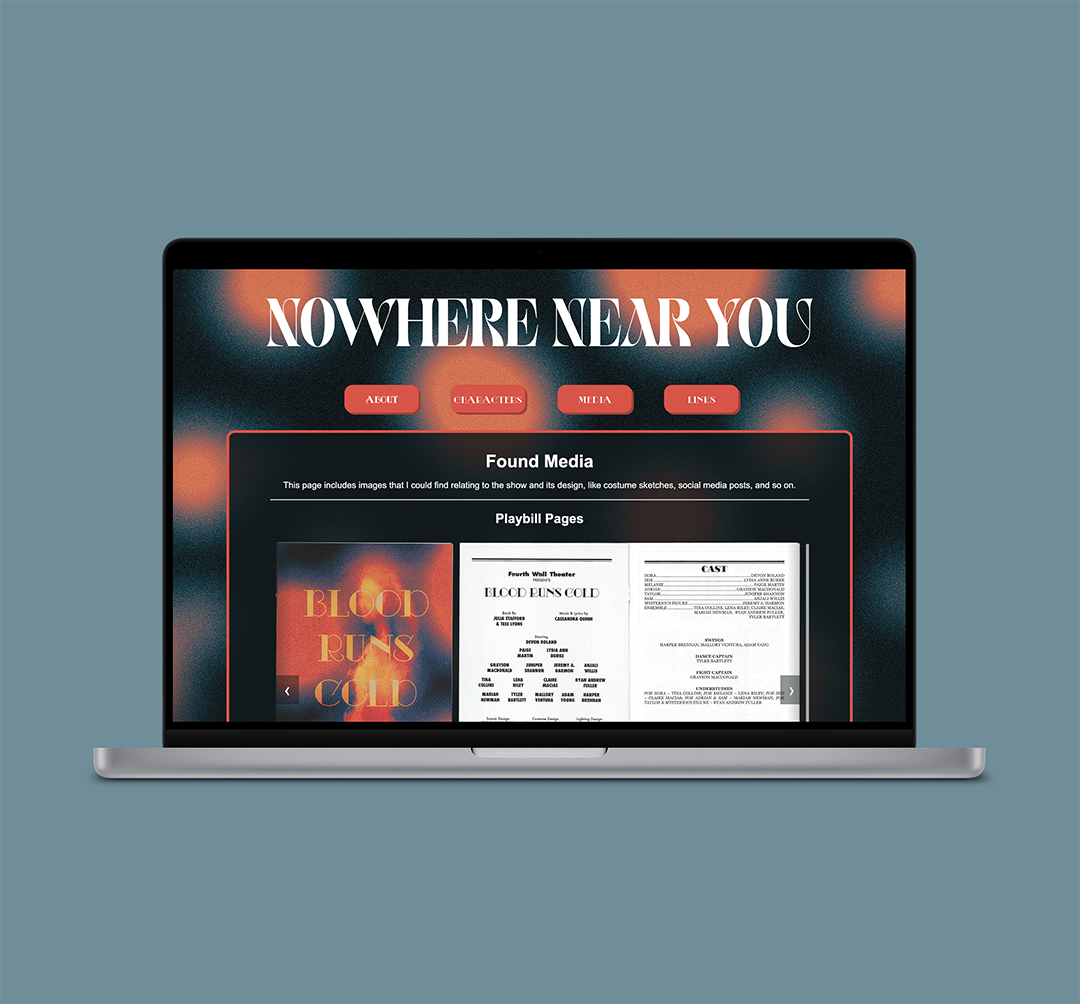 NOWHERE NEAR YOU
ABOUT
CHARACTERS
MEDIA
LINKS
Found Media
This page includes images that I could find relating to the show and its design, like costume sketches, social media posts, and so on.
Playbill Pages
BLOOD
RUNS
COLD
Fourth Wall Theater
PRESENTS
BLOOD RUNS COLD
Book By
JULIA STAFFORD
& TESS LYONS
Music & Lyrics by
CASSANDRA QUINN
Starring
DEVON ROLAND
PAIGE MARTIN
LYDIA ANN BURKE
GRAYSON MACDONALD
JUNIPER SHANNON
JEREMY A. HARMON
ANJALI WILLIS
TINA COLLINS
LENA RILEY
CLAIRE MACIAS
RYAN ANDREW FULLER
MARIAH NEWMAN
TYLER BARTLETT
MALLORY VENTURA
ADAM YOUNG
HARPER BRENNAN
Scenic Design
Costume Design
Lighting Design
CAST
NORA DEVON ROLAND
IRIS LYDIA ANNE BURKE
MELANIE PAIGE MARTIN
ADRIAN GRAYSON MACDONALD
TAYLOR JUNIPER SHANNON
SAM ANJALI WILLIS
MYSTERIOUS FIGURE JEREMY A. HARMON
ENSEMBLE TINA COLLINS, LENA RILEY, CLAIRE MACIAS,
MARIAH NEWMAN, RYAN ANDREW FULLER,
TYLER BARTLETT
SWINGS
HARPER BRENNAN, MALLORY VENTURA, ADAM YANG
DANCE CAPTAIN
TYLER BARTLETT
FIGHT CAPTAIN
GRAYSON MACDONALD
UNDERSTUDIES
FOR NORA – TINA COLLINS; FOR MELANIE – LENA RILEY; FOR IRIS
– CLAIRE MACIAS; FOR ADRIAN & SAM – MARIAH NEWMAN; FOR
TAYLOR & MYSTERIOUS FIGURE – RYAN ANDREW FULLER